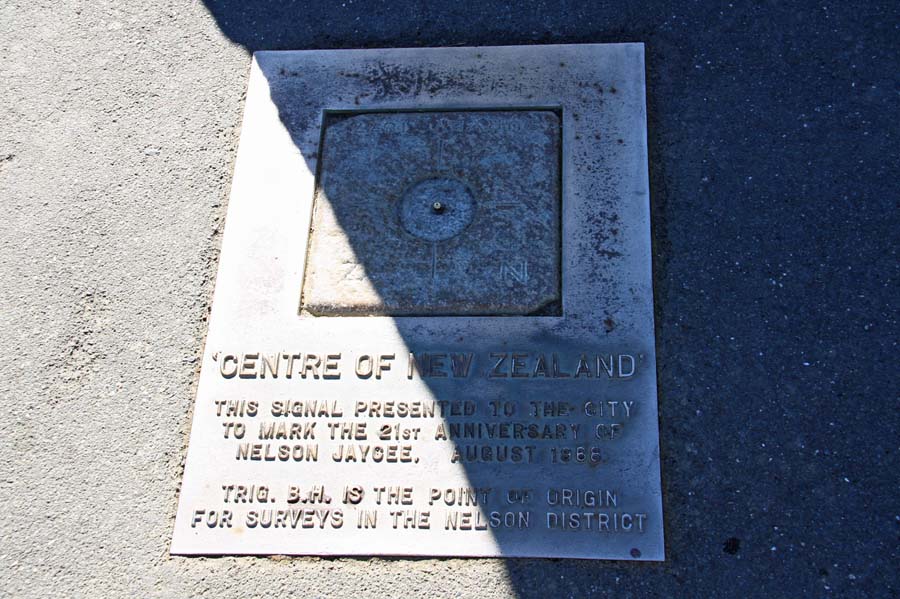 'CENTRE OF NEW ZEALAND'
THIS SIGNAL PRESENTED TO THE CITY
TO MARK THE 21ST ANNIVERSARY OF
NELSON JAYCEE, AUGUST 1968.
TRIG. B.H. IS THE POINT OF ORIGIN
FOR SURVEYS IN THE NELSON DISTRICT